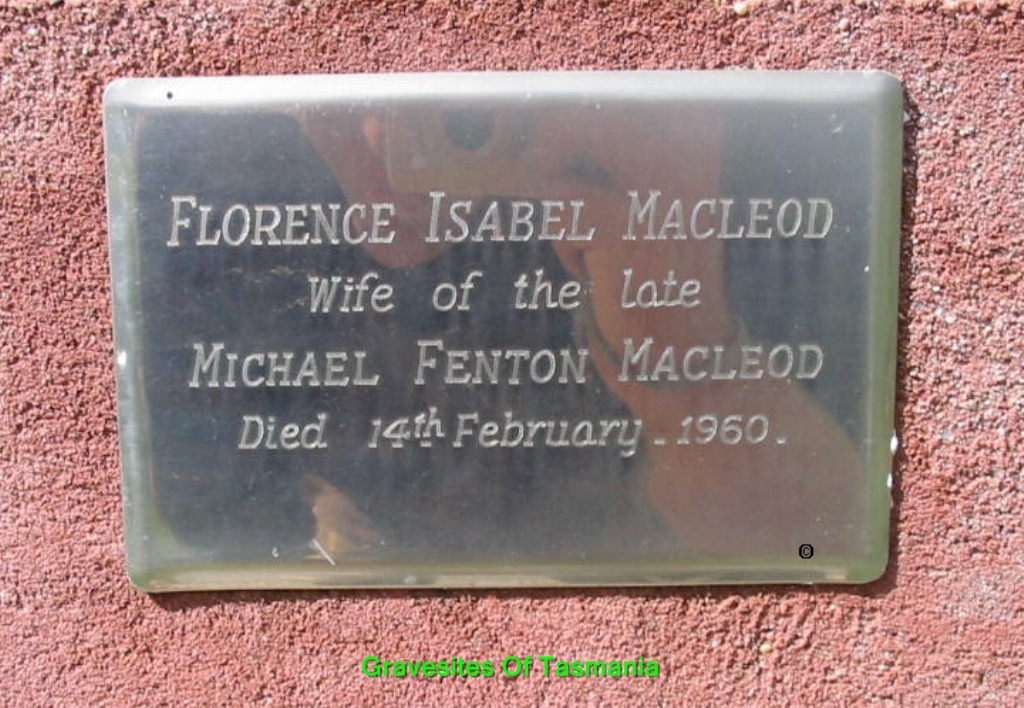 FLORENCE ISABEL MACLEOD
Wife of the late
MICHAEL FENTON MACLEOD
Died 14th February. 1960.
©
Gravesites Of Tasmania